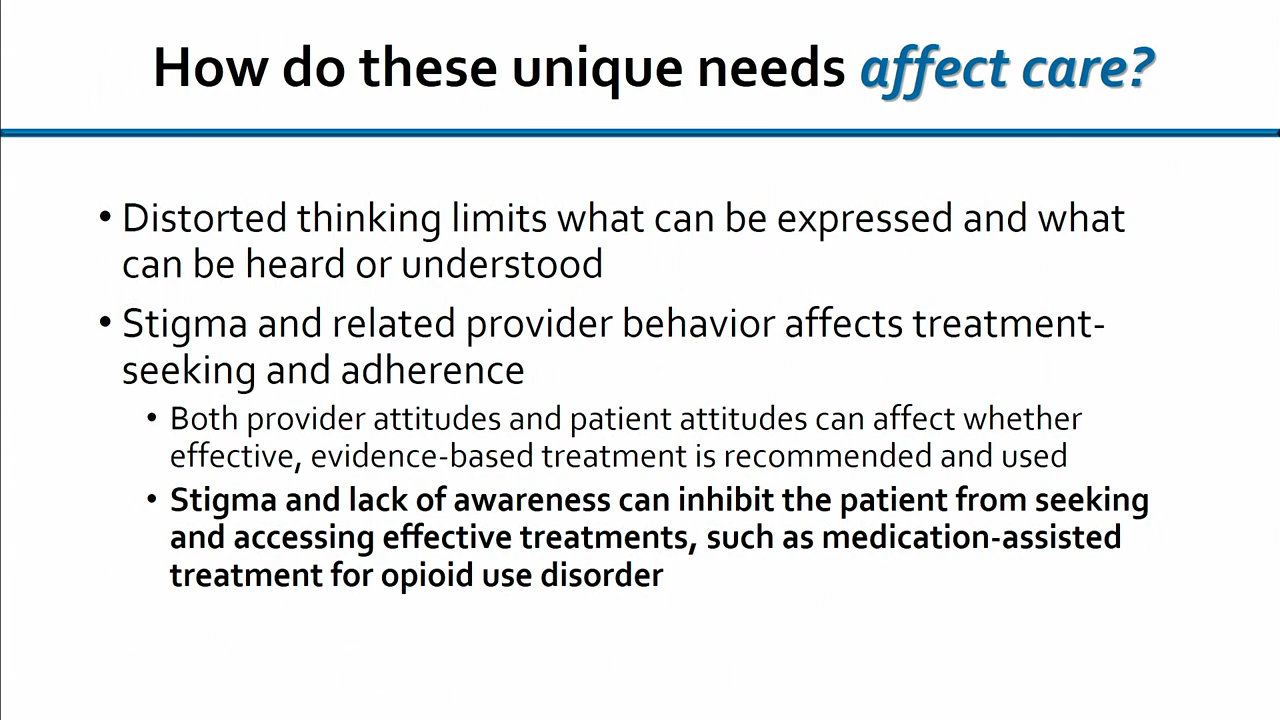 How do these unique needs affect care?
• Distorted thinking limits what can be expressed and what
can be heard or understood
• Stigma and related provider behavior affects treatment-
seeking and adherence
• Both provider attitudes and patient attitudes can affect whether
effective, evidence-based treatment is recommended and used
• Stigma and lack of awareness can inhibit the patient from seeking
and accessing effective treatments, such as medication-assisted
treatment for opioid use disorder